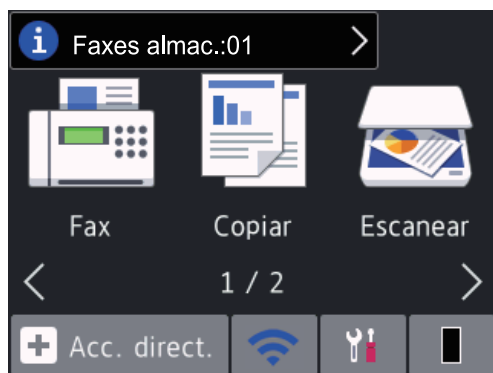 Faxes almac.:01
Fax
Copiar
Escanear
1 / 2
Acc. direct.